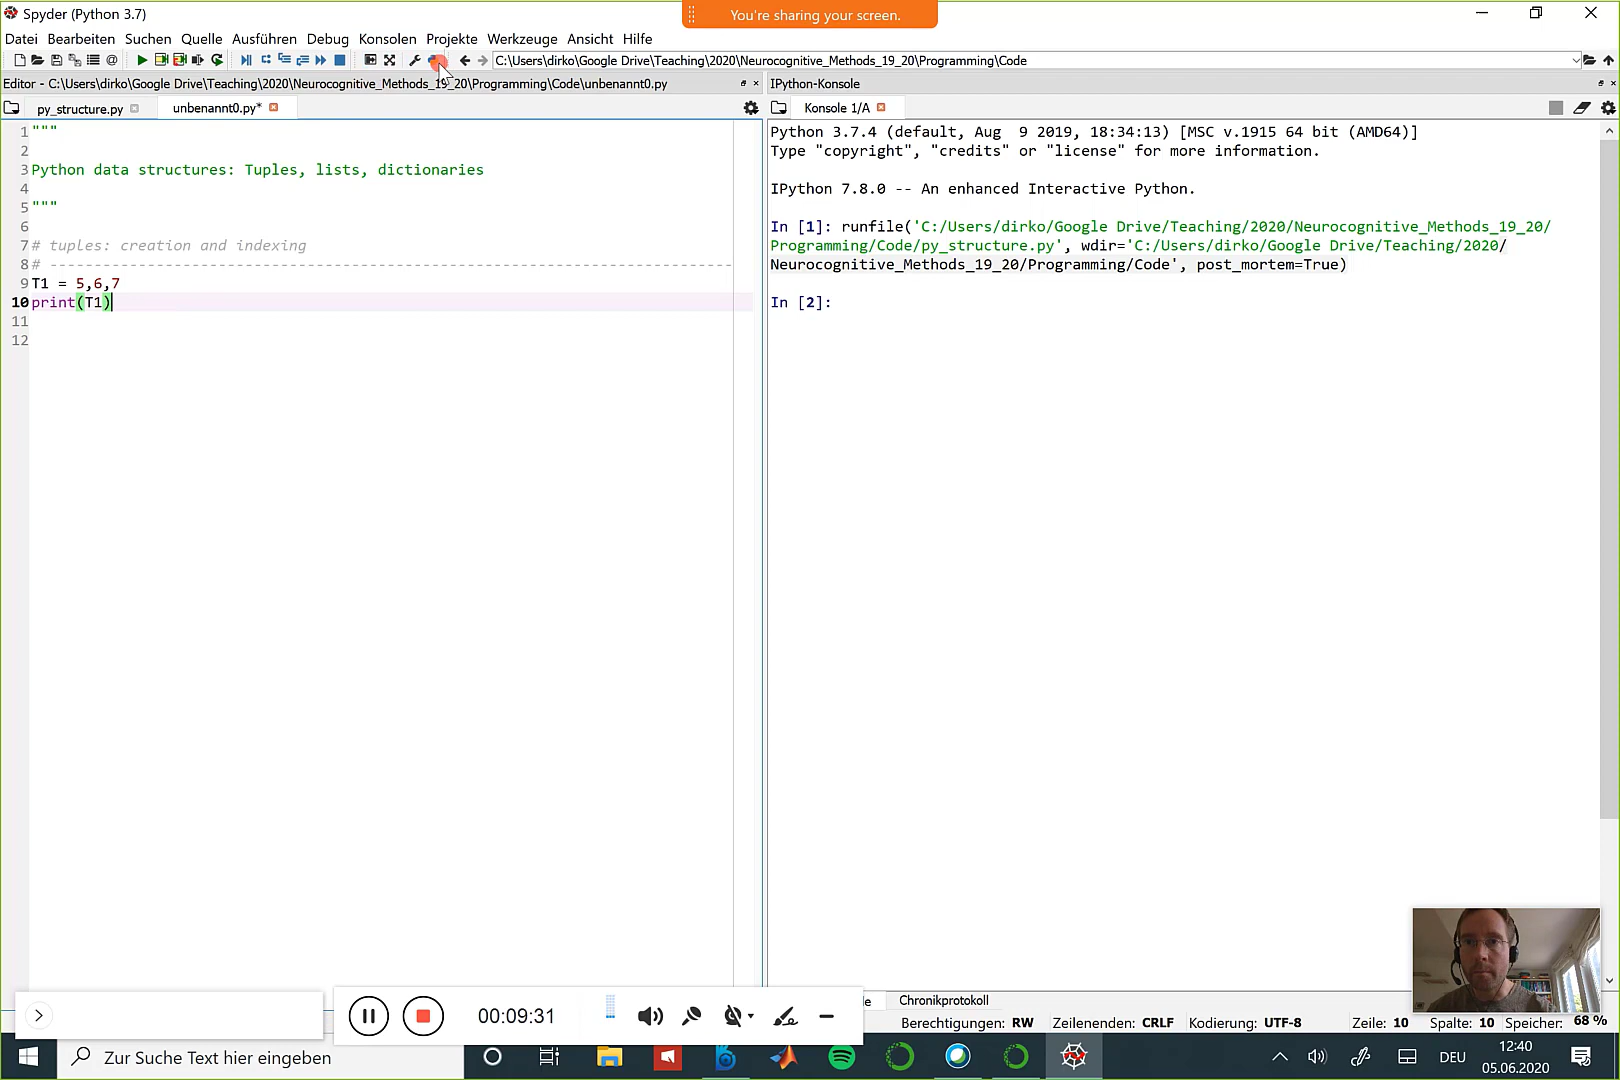 Spyder (Python 3.7)
You're sharing your screen.
Datei Bearbeiten Suchen Quelle Ausführen Debug Konsolen Projekte Werkzeuge Ansicht Hilfe
C:\Users\dirko\Google Drive\Teaching\2020\Neurocognitive_Methods_19_20\Programming\Code
Editor - C:\Users\dirko\Google Drive\Teaching\2020\Neurocognitive_Methods_19_20\Programming\Code\unbenannt0.py
py_structure.py
unbenannt0.py*
1 """
2
3 Python data structures: Tuples, lists, dictionaries
4
5 """
6
7 # tuples: creation and indexing
8 # -----------------------------------------------------------------------------
9 T1 = 5,6,7
10 print(T1)
11
12
IPython-Konsole
Konsole 1/A
Python 3.7.4 (default, Aug  9 2019, 18:34:13) [MSC v.1915 64 bit (AMD64)]
Type "copyright", "credits" or "license" for more information.
IPython 7.8.0 -- An enhanced Interactive Python.
In [1]: runfile('C:/Users/dirko/Google Drive/Teaching/2020/Neurocognitive_Methods_19_20/
Programming/Code/py_structure.py', wdir='C:/Users/dirko/Google Drive/Teaching/2020/
Neurocognitive_Methods_19_20/Programming/Code', post_mortem=True)
In [2]:
00:09:31
Chronikprotokoll
Berechtigungen: RW Zeilenenden: CRLF Kodierung: UTF-8 Zeile: 10 Spalte: 10 Speicher: 68 %
Zur Suche Text hier eingeben
DEU
12:40
05.06.2020